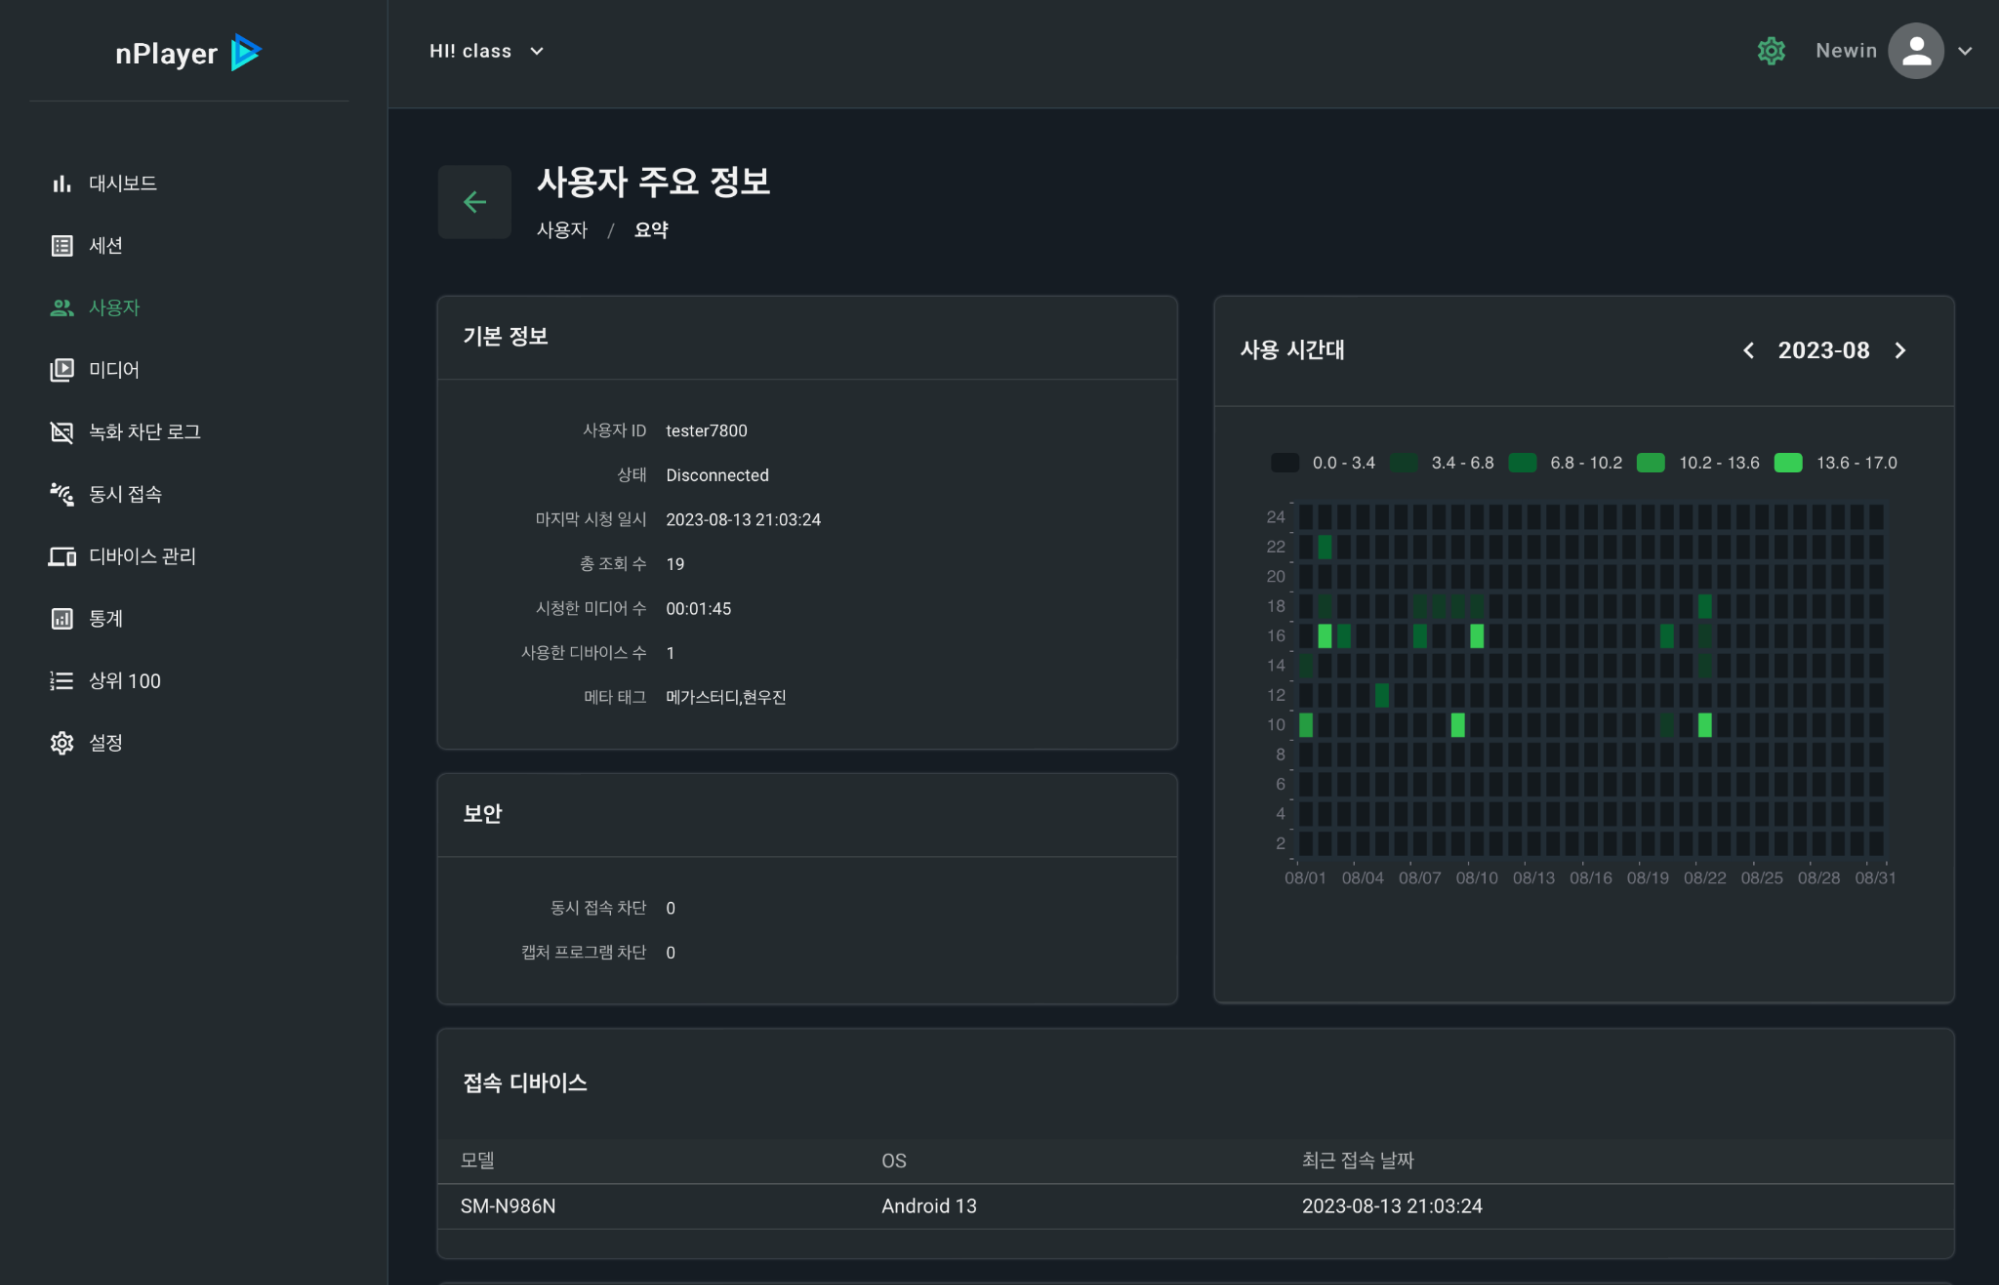 nPlayer
HI! class
Newin
대시보드
세션
사용자
미디어
녹화 차단 로그
동시 접속
디바이스 관리
통계
상위 100
설정
사용자 주요 정보
사용자 / 요약
기본 정보
사용자 ID tester7800
상태 Disconnected
마지막 시청 일시 2023-08-13 21:03:24
총 조회 수 19
시청한 미디어 수 00:01:45
사용한 디바이스 수 1
메타 태그 메가스터디,현우진
보안
동시 접속 차단 0
캡처 프로그램 차단 0
사용 시간대 2023-08
0.0 - 3.4 3.4 - 6.8 6.8 - 10.2 10.2 - 13.6 13.6 - 17.0
24
22
20
18
16
14
12
10
8
6
4
2
08/01 08/04 08/07 08/10 08/13 08/16 08/19 08/22 08/25 08/28 08/31
접속 디바이스
모델 OS 최근 접속 날짜
SM-N986N Android 13 2023-08-13 21:03:24